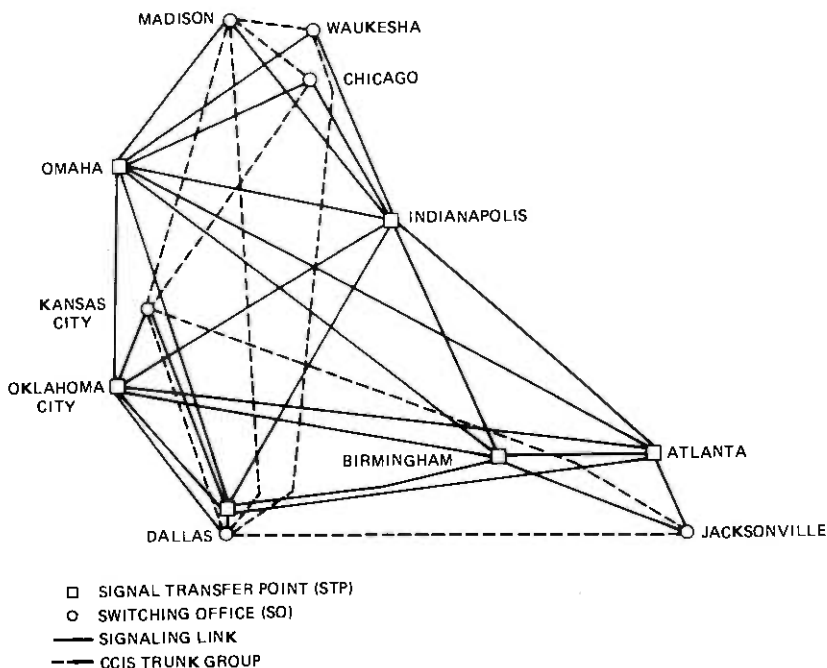 MADISON
WAUKESHA
CHICAGO
OMAHA
INDIANAPOLIS
KANSAS
CITY
OKLAHOMA
CITY
BIRMINGHAM
ATLANTA
DALLAS
JACKSONVILLE
SIGNAL TRANSFER POINT (STP)
SWITCHING OFFICE (SO)
SIGNALING LINK
CCIS TRUNK GROUP